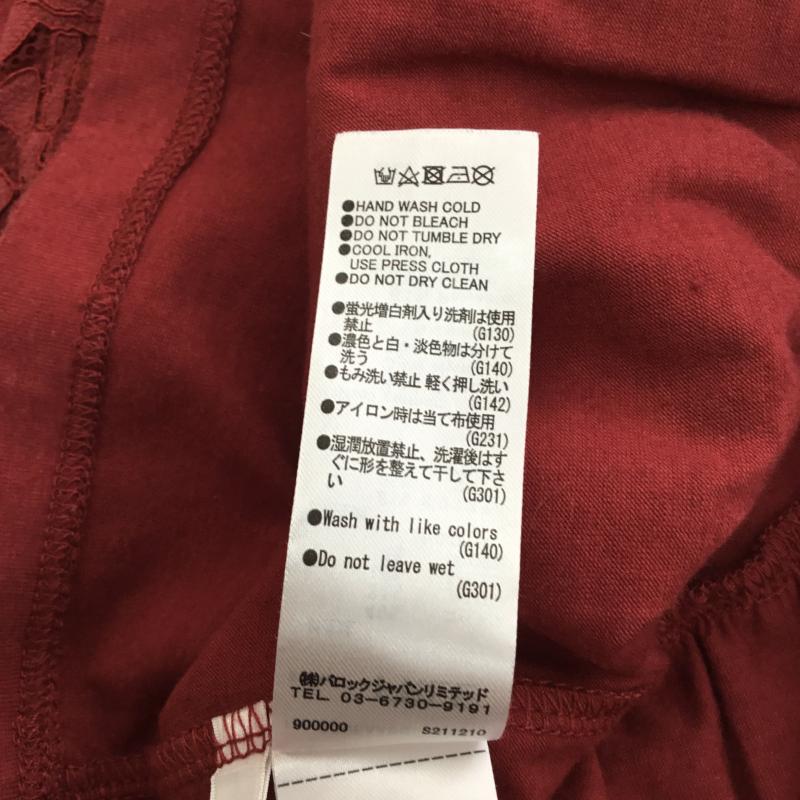 ●HAND WASH COLD
●DO NOT BLEACH
●DO NOT TUMBLE DRY
●COOL IRON,
USE PRESS CLOTH
●DO NOT DRY CLEAN
●蛍光増白剤入り洗剤は使用
禁止 (G130)
●濃色と白・淡色物は分けて
洗う (G140)
●もみ洗い禁止 軽く押し洗い
(G142)
●アイロン時は当て布使用
(G231)
●湿潤放置禁止、洗濯後はす
ぐに形を整えて干して下さ
い (G301)
●Wash with like colors
(G140)
●Do not leave wet
(G301)
㈱バロックジャパンリミテッド
TEL. 03-6730-9191
900000 S211210